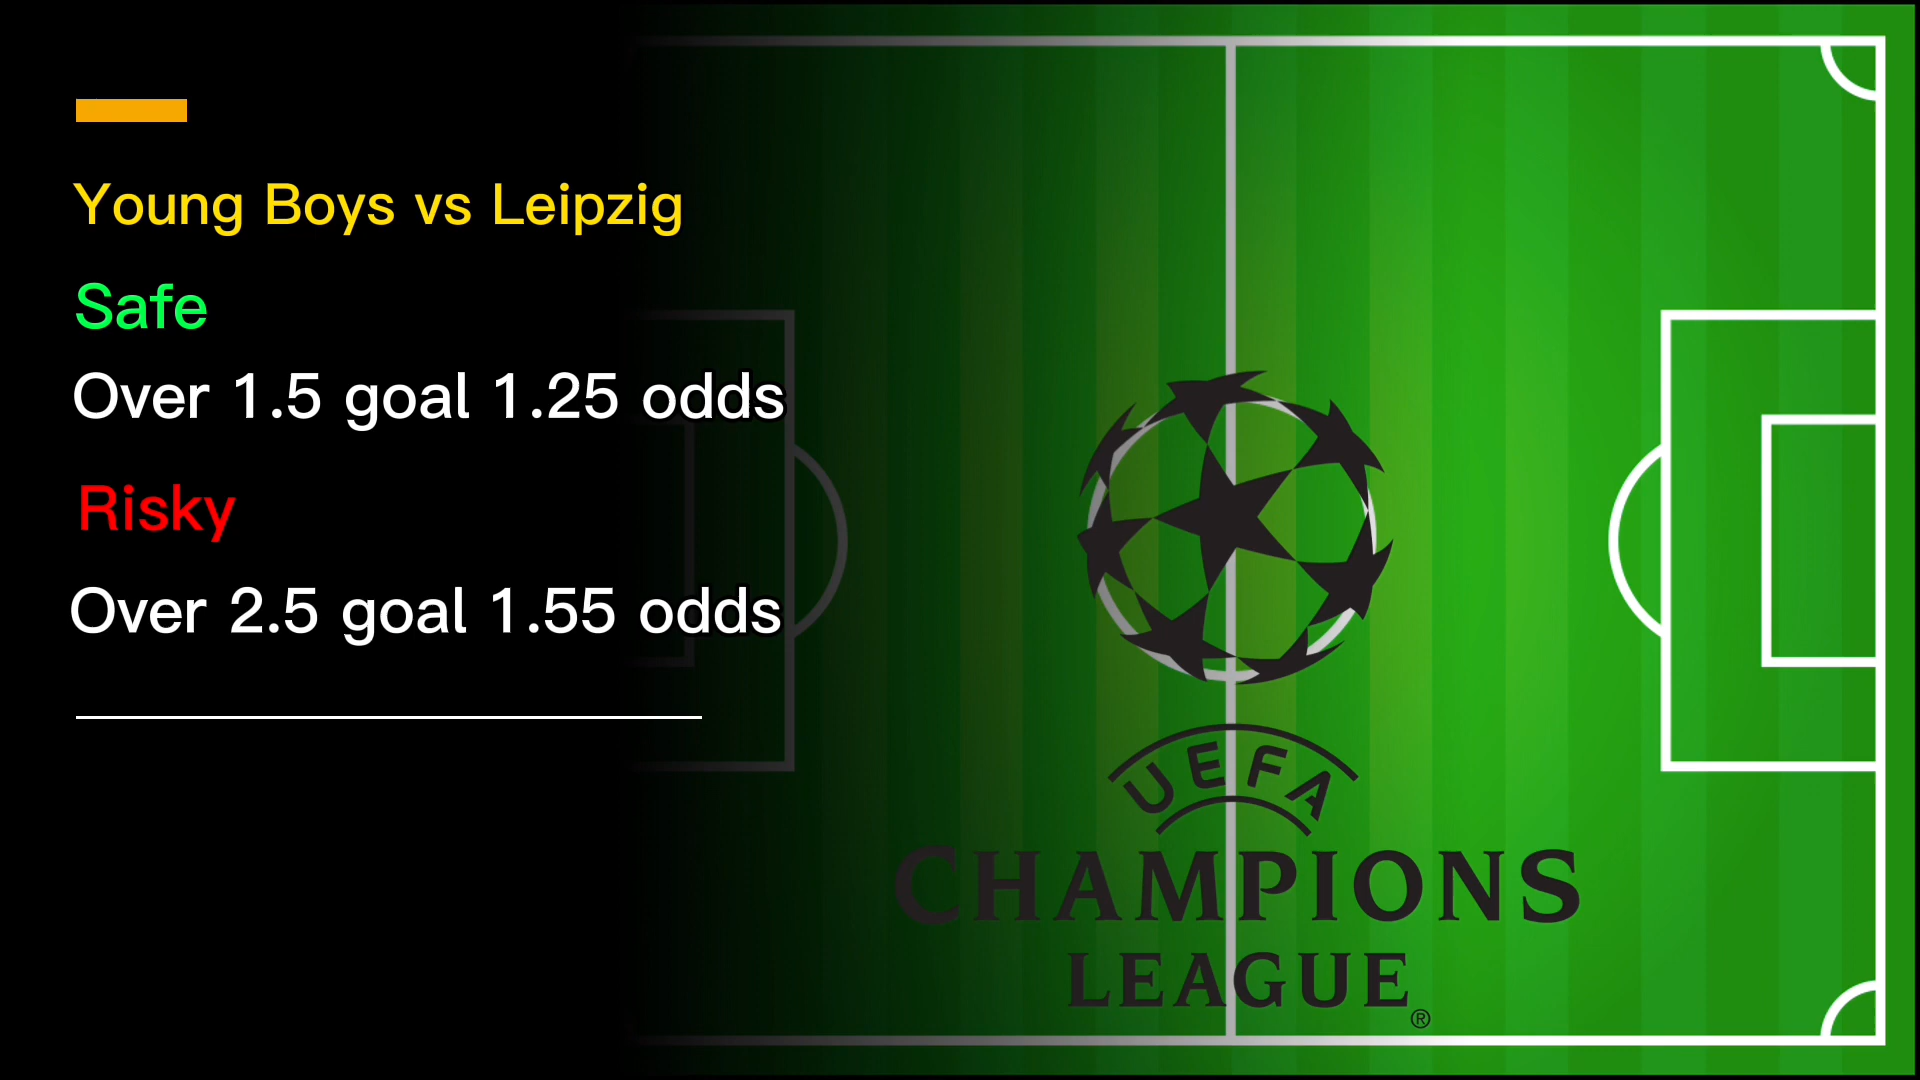 Young Boys vs Leipzig
Safe
Over 1.5 goal 1.25 odds
Risky
Over 2.5 goal 1.55 odds
UEFA
CHAMPIONS
LEAGUE®